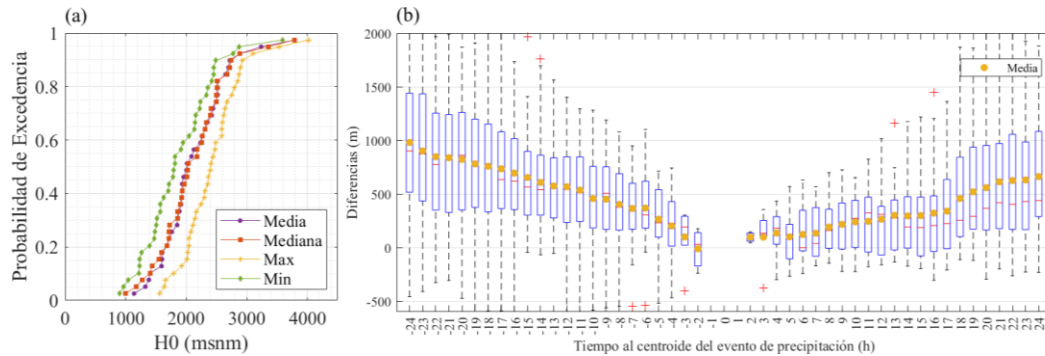 (a)
(b)
1
0.8
0.6
0.4
0.2
0
Probabilidad de Excedencia
Media
Mediana
Max
Min
0 1000 2000 3000 4000
H0 (msnm)
2000
1500
1000
500
0
-500
Diferencias (m)
Media
-24 -23 -22 -21 -20 -19 -18 -17 -16 -15 -14 -13 -12 -11 -10 -9 -8 -7 -6 -5 -4 -3 -2 -1 0 1 2 3 4 5 6 7 8 9 10 11 12 13 14 15 16 17 18 19 20 21 22 23 24
Tiempo al centroide del evento de precipitación (h)